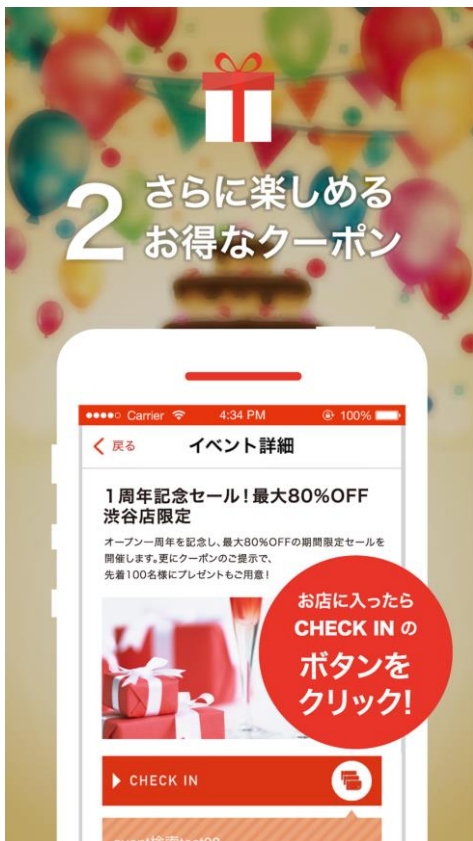 2
さらに楽しめる
お得なクーポン
Carrier 4:34 PM 100%
戻る イベント詳細
1周年記念セール!最大80%OFF
渋谷店限定
オープン一周年を記念し、最大80%OFFの期間限定セールを
開催します。更にクーポンのご提示で、
先着100名様にプレゼントもご用意!
お店に入ったら
CHECK IN の
ボタンを
クリック!
CHECK IN